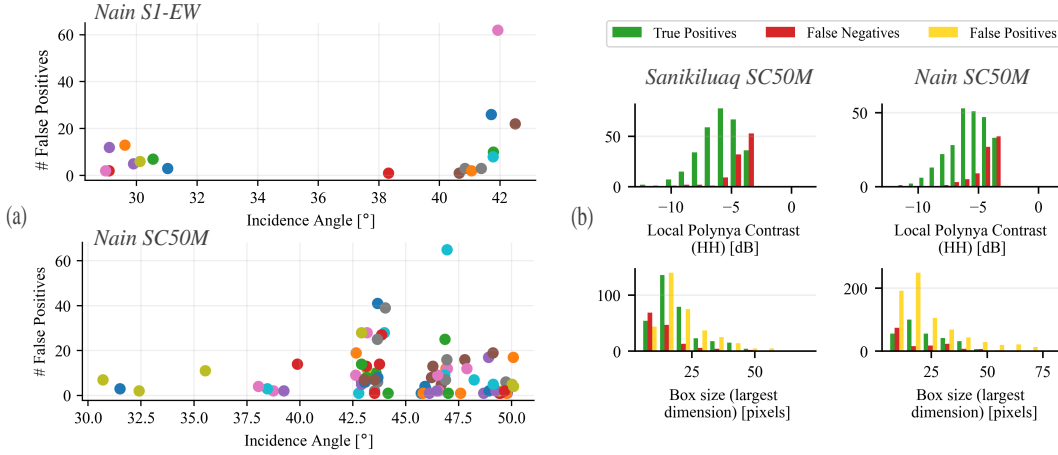 Nain S1-EW
60
40
20
0
# False Positives
30
32
34
36
38
40
42
Incidence Angle [°]
(a)
Nain SC50M
60
40
20
0
# False Positives
30.0
32.5
35.0
37.5
40.0
42.5
45.0
47.5
50.0
Incidence Angle [°]
True Positives
False Negatives
False Positives
Sanikiluaq SC50M
Nain SC50M
50
0
−10
−5
0
Local Polynya Contrast
(HH) [dB]
50
0
−10
−5
0
Local Polynya Contrast
(HH) [dB]
(b)
100
0
25
50
Box size (largest
dimension) [pixels]
200
0
25
50
75
Box size (largest
dimension) [pixels]